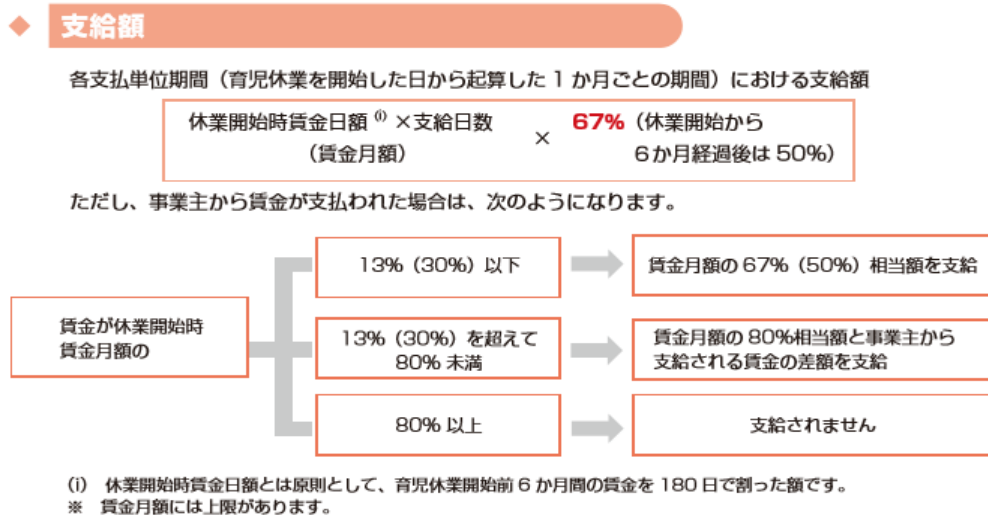 ◆ 支給額
各支払単位期間（育児休業を開始した日から起算した 1 か月ごとの期間）における支給額
休業開始時賃金日額 ⁽ⁱ⁾ ×支給日数
（賃金月額）
×
67%（休業開始から
6 か月経過後は 50%）
ただし、事業主から賃金が支払われた場合は、次のようになります。
賃金が休業開始時
賃金月額の
13%（30%）以下
賃金月額の 67%（50%）相当額を支給
13%（30%）を超えて
80% 未満
賃金月額の 80%相当額と事業主から
支給される賃金の差額を支給
80% 以上
支給されません
(i) 休業開始時賃金日額とは原則として、育児休業開始前 6 か月間の賃金を 180 日で割った額です。
※ 賃金月額には上限があります。